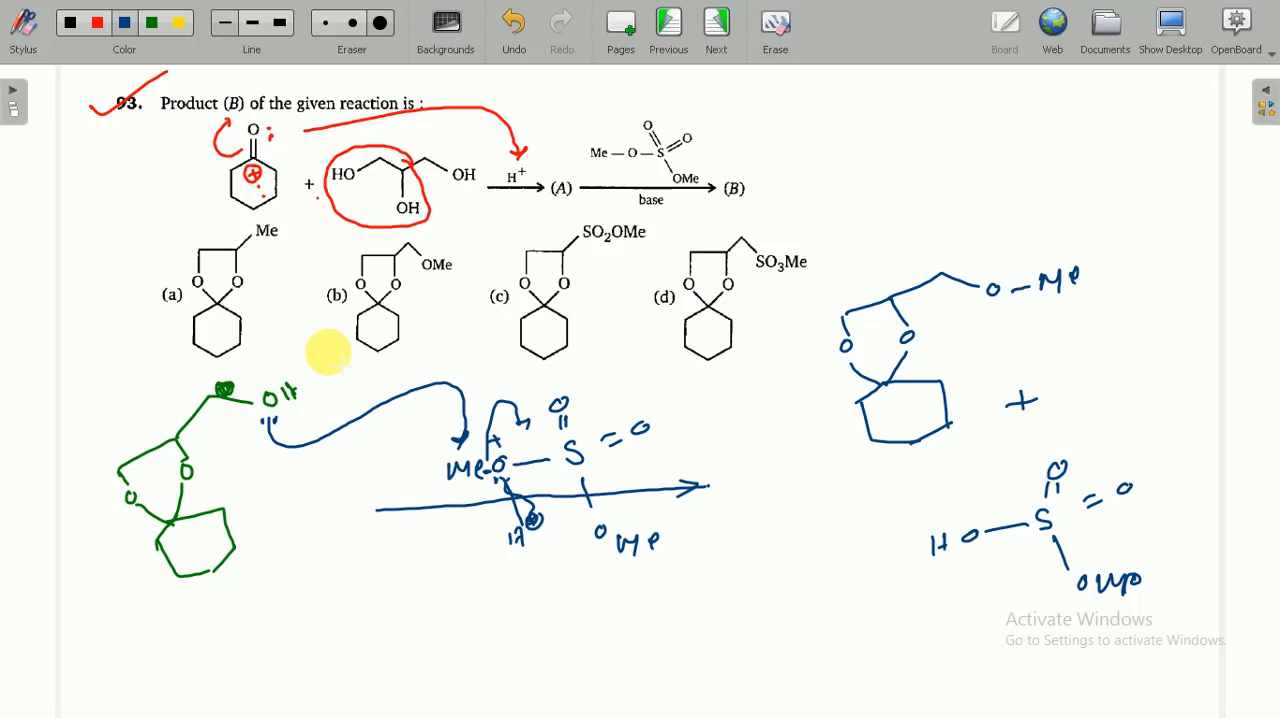 Stylus Color Line Eraser Backgrounds Undo Redo Pages Previous Next Erase Board Web Documents Show Desktop OpenBoard
93. Product (B) of the given reaction is :
O
HO OH
OH
+
H+
(A)
Me — O — S
O
O
OMe
base
(B)
(a) Me O O
(b) OMe O O
(c) SO2OMe O O
(d) SO3Me O O
OH
O
O
Me-O — S = O
O
H
OMe
O — Me
O
O
+
O
HO — S = O
OMe
Activate Windows
Go to Settings to activate Windows.